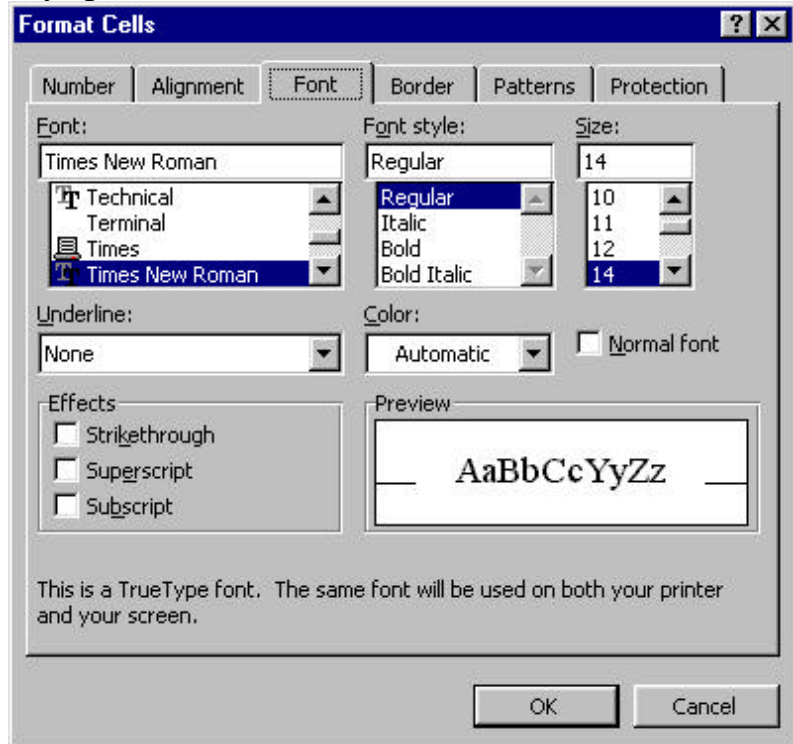 Format Cells
Number Alignment Font Border Patterns Protection
Font: Font style: Size:
Times New Roman Regular 14
Technical Regular 10
Terminal Italic 11
Times Bold 12
Times New Roman Bold Italic 14
Underline: Color:
None Automatic Normal font
Effects Preview
Strikethrough
Superscript AaBbCcYyZz
Subscript
This is a TrueType font. The same font will be used on both your printer
and your screen.
OK Cancel